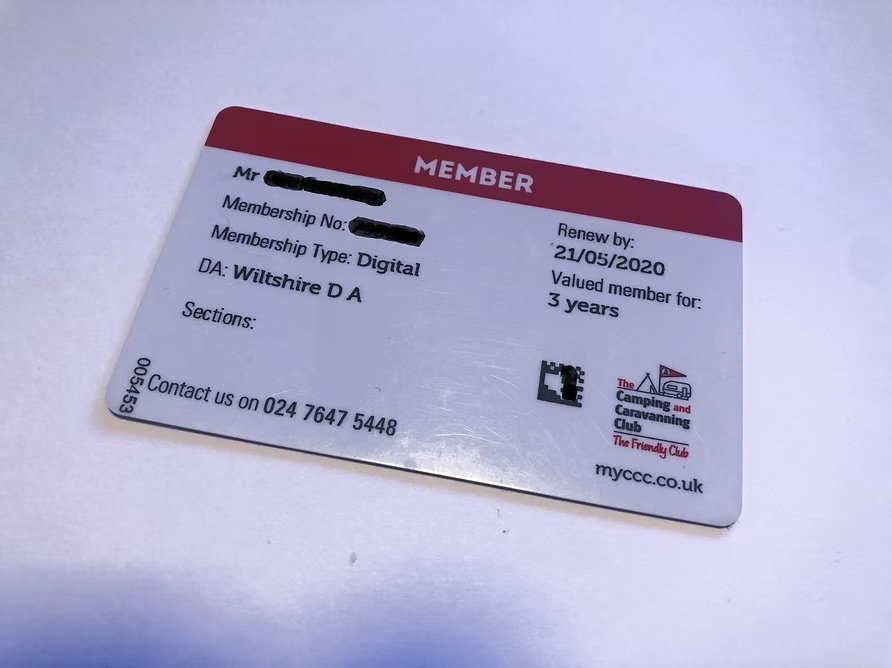 MEMBER
Mr
Membership No:
Membership Type: Digital
DA: Wiltshire D A
Sections:
005453
Contact us on 024 7647 5448
Renew by:
21/05/2020
Valued member for:
3 years
The
Camping and
Caravanning
Club
The Friendly Club
myccc.co.uk